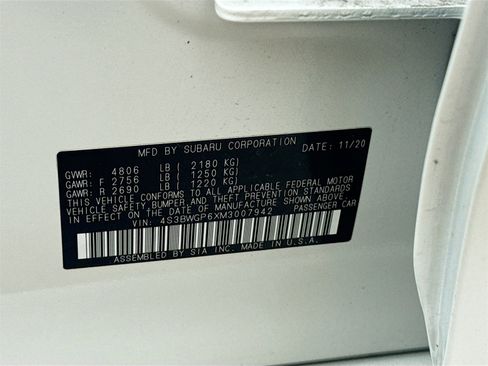 MFD BY SUBARU CORPORATION DATE: 11/20
GVWR: 4806 LB ( 2180 KG)
GAWR: F 2756 LB ( 1250 KG)
GAWR: R 2690 LB ( 1220 KG)
THIS VEHICLE CONFORMS TO ALL APPLICABLE FEDERAL MOTOR
VEHICLE SAFETY, BUMPER, AND THEFT PREVENTION STANDARDS
IN EFFECT ON THE DATE OF MANUFACTURE SHOWN ABOVE.
VIN: 4S3BWGP6XM3007942 PASSENGER CAR
ASSEMBLED BY SIA INC. MADE IN U.S.A.